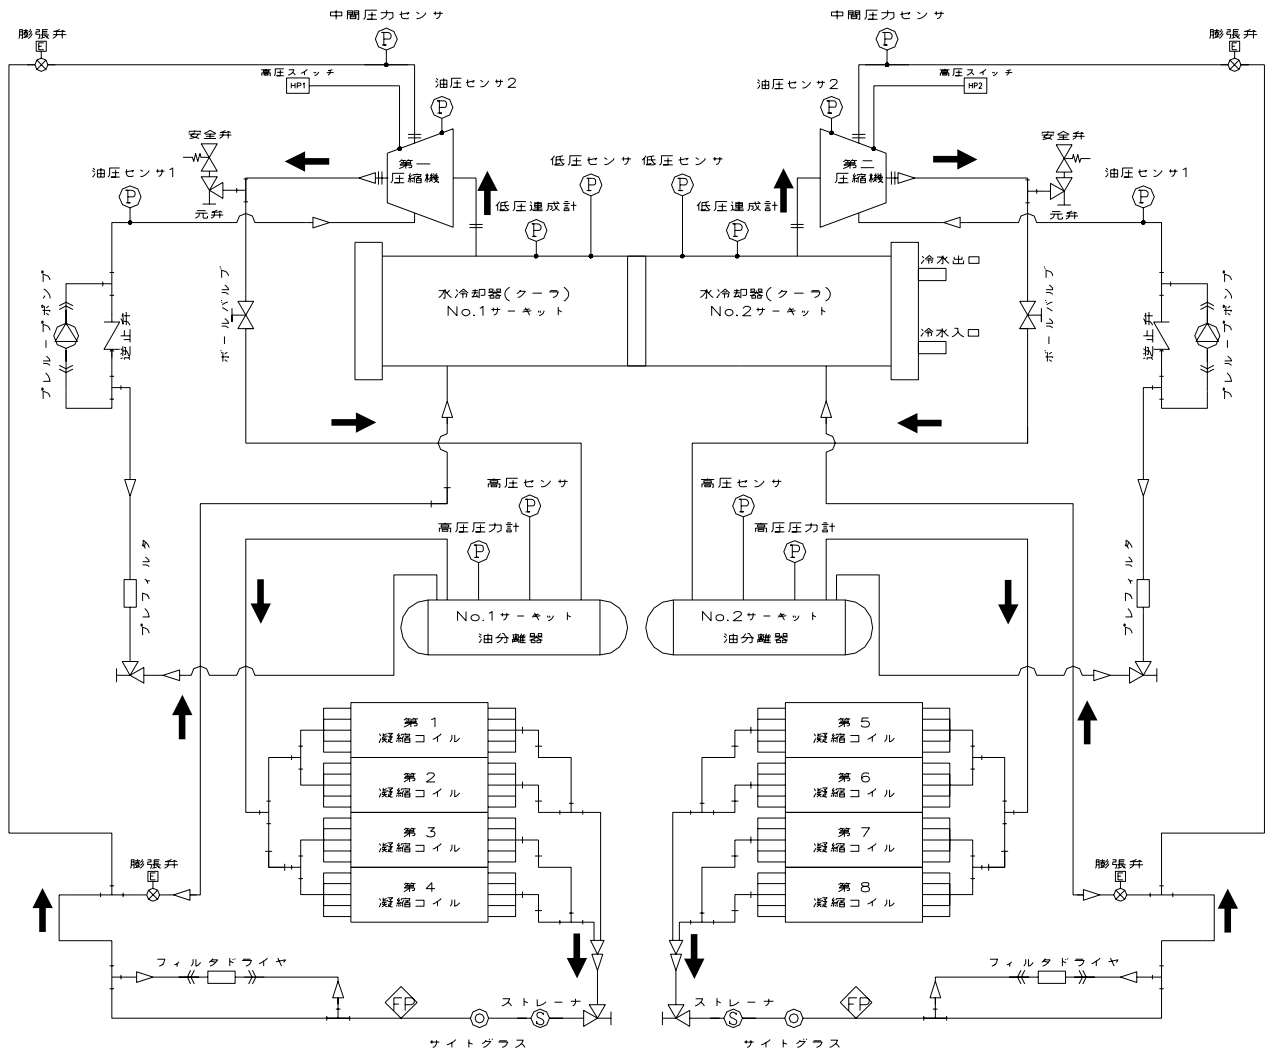 中間圧力センサ
中間圧力センサ
膨張弁
膨張弁
E
P
P
E
高圧スイッチ
高圧スイッチ
HP1
油圧センサ2
油圧センサ2
HP2
P
P
安全弁
安全弁
第一
圧縮機
低圧センサ
低圧センサ
第二
圧縮機
油圧センサ1
油圧センサ1
P
P
P
P
元弁
元弁
低圧連成計
低圧連成計
P
P
冷水出口
水冷却器(クーラ)
No.1サーキット
水冷却器(クーラ)
No.2サーキット
冷水入口
プレループポンプ
逆止弁
ボールバルブ
ボールバルブ
逆止弁
プレループポンプ
高圧センサ
高圧センサ
P
P
高圧圧力計
高圧圧力計
P
P
プレフィルタ
プレフィルタ
No.1サーキット
油分離器
No.2サーキット
油分離器
第 1
凝縮コイル
第 5
凝縮コイル
第 2
凝縮コイル
第 6
凝縮コイル
第 3
凝縮コイル
第 7
凝縮コイル
第 4
凝縮コイル
第 8
凝縮コイル
膨張弁
膨張弁
E
E
フィルタドライヤ
フィルタドライヤ
FP
ストレーナ
ストレーナ
FP
S
S
サイトグラス
サイトグラス